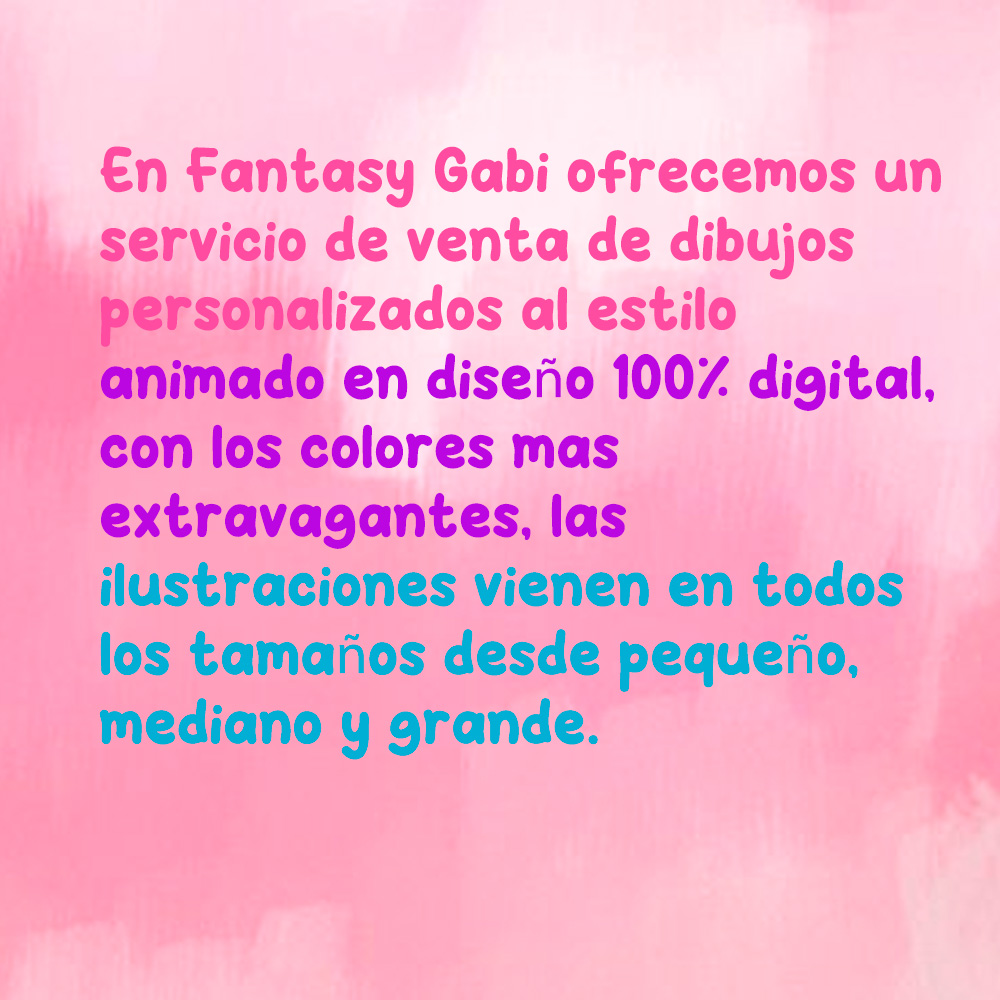 En Fantasy Gabi ofrecemos un
servicio de venta de dibujos
personalizados al estilo
animado en diseño 100% digital,
con los colores mas
extravagantes, las
ilustraciones vienen en todos
los tamaños desde pequeño,
mediano y grande.